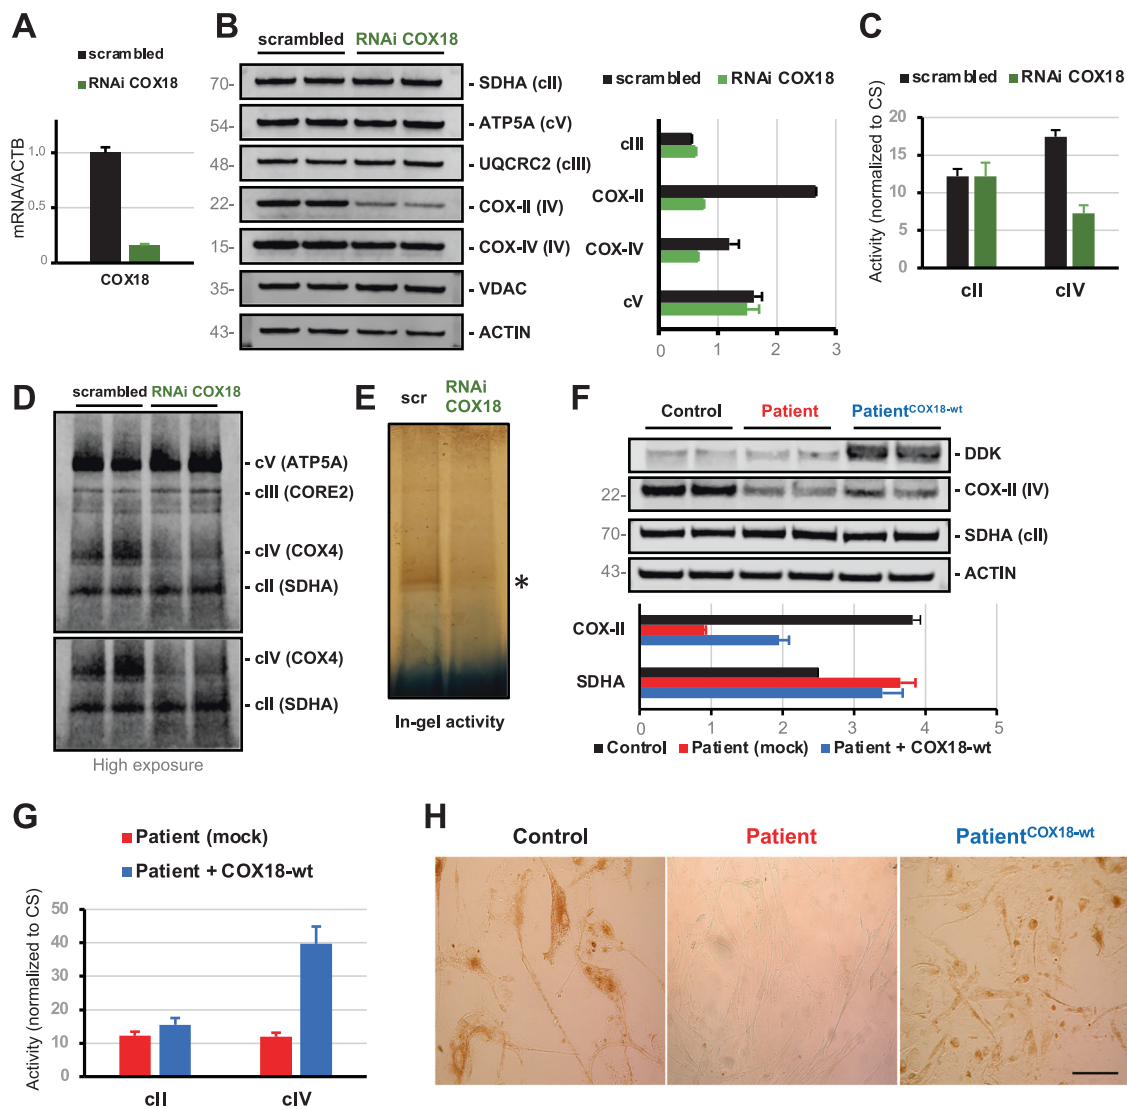 A
scrambled
RNAi COX18
mRNA/ACTB
1.0
0.5
0
COX18
B
scrambled RNAi COX18
70- - SDHA (cII)
54- - ATP5A (cV)
48- - UQCRC2 (cIII)
22- - COX-II (IV)
15- - COX-IV (IV)
35- - VDAC
43- - ACTIN
scrambled RNAi COX18
cIII
COX-II
COX-IV
cV
0 1 2 3
C
scrambled RNAi COX18
Activity (normalized to CS)
20
15
10
5
0
cII cIV
D
scrambled RNAi COX18
- cV (ATP5A)
- cIII (CORE2)
- cIV (COX4)
- cII (SDHA)
- cIV (COX4)
- cII (SDHA)
High exposure
E
scr RNAi
COX18
*
In-gel activity
F
Control Patient Patient^COX18-wt
- DDK
22- - COX-II (IV)
70- - SDHA (cII)
43- - ACTIN
COX-II
SDHA
0 1 2 3 4 5
Control Patient (mock) Patient + COX18-wt
G
Patient (mock)
Patient + COX18-wt
Activity (normalized to CS)
50
40
30
20
10
0
cII cIV
H
Control Patient Patient^COX18-wt